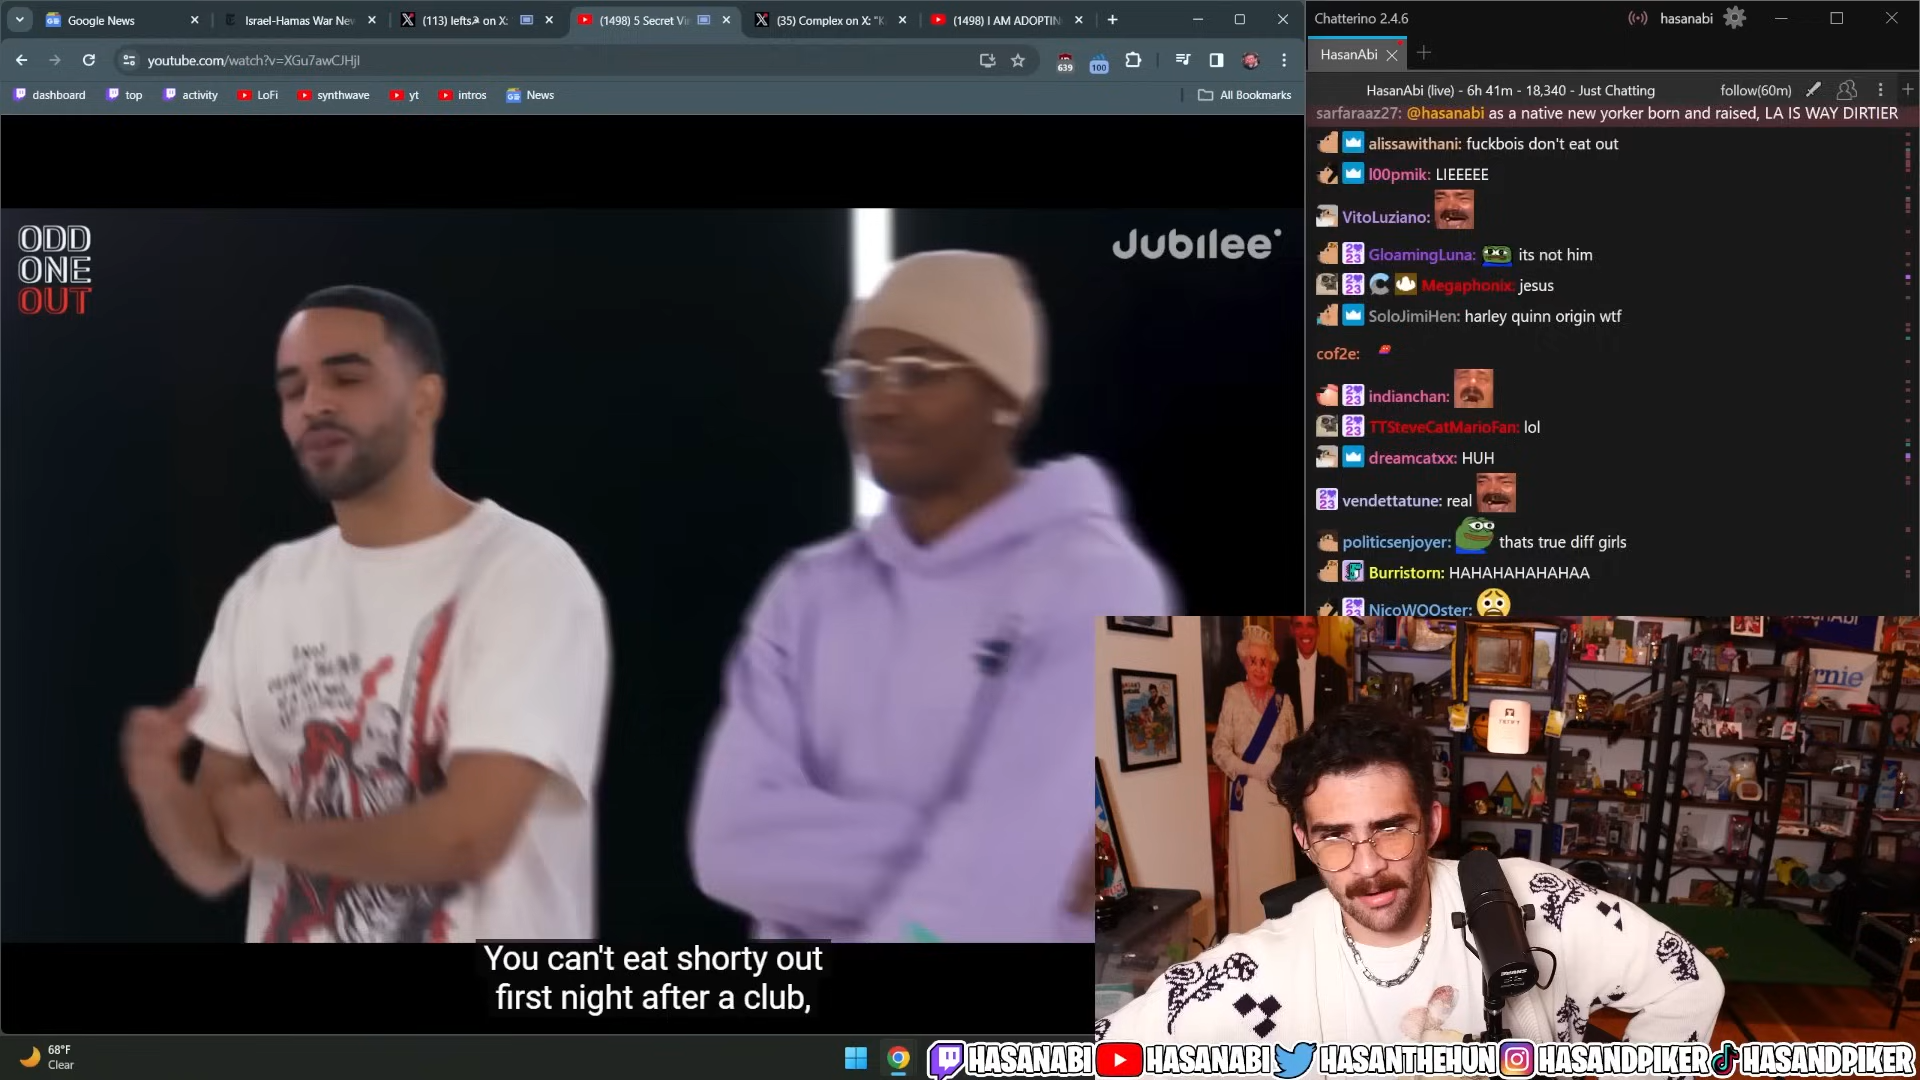 Google News
Israel-Hamas War Nev
(113) lefts
on X:
(1498) 5 Secret Vi
(35) Complex on X: "K
(1498) I AM ADOPTIN
youtube.com/watch?v=XGu7awCJHjI
639
100
dashboard
top
activity
LoFi
synthwave
yt
intros
News
All Bookmarks
ODD
ONE
OUT
Jubilee
You can't eat shorty out
first night after a club,
68°F
Clear
Chatterino 2.4.6
hasanabi
HasanAbi
HasanAbi (live) - 6h 41m - 18,340 - Just Chatting
follow(60m)
sarfaraaz27: @hasanabi as a native new yorker born and raised, LA IS WAY DIRTIER
alissawithani: fuckbois don't eat out
l00pmik: LIEEEEE
VitoLuziano:
GloamingLuna: its not him
Megaphonix: jesus
SoloJimiHen: harley quinn origin wtf
cof2e:
indianchan:
TTSteveCatMarioFan: lol
dreamcatxx: HUH
vendettatune: real
politicsenjoyer: thats true diff girls
Burristorn: HAHAHAHAHAHAA
NicoWOOster:
HASANABI
HASANABI
HASANTHEHUN
HASANDPIKER
HASANDPIKER